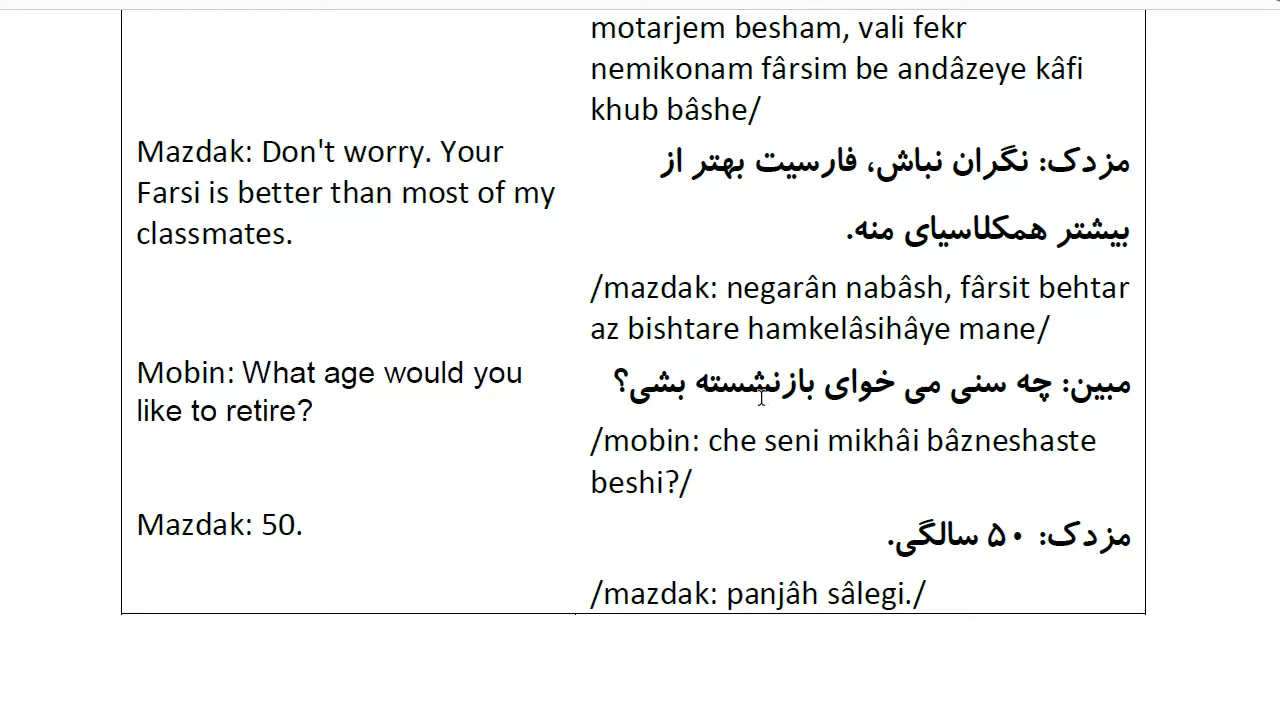 motarjem besham, vali fekr
nemikonam fârsim be andâzeye kâfi
khub bâshe/
Mazdak: Don't worry. Your
Farsi is better than most of my
classmates.
مزدک: نگران نباش، فارسیت بهتر از
بیشتر همکلاسیای منه.
/mazdak: negarân nabâsh, fârsit behtar
az bishtare hamkelâsihâye mane/
Mobin: What age would you
like to retire?
مبین: چه سنی می خوای بازنشسته بشی؟
/mobin: che seni mikhâi bâzneshaste
beshi?/
Mazdak: 50.
مزدک: ۵۰ سالگی.
/mazdak: panjâh sâlegi./